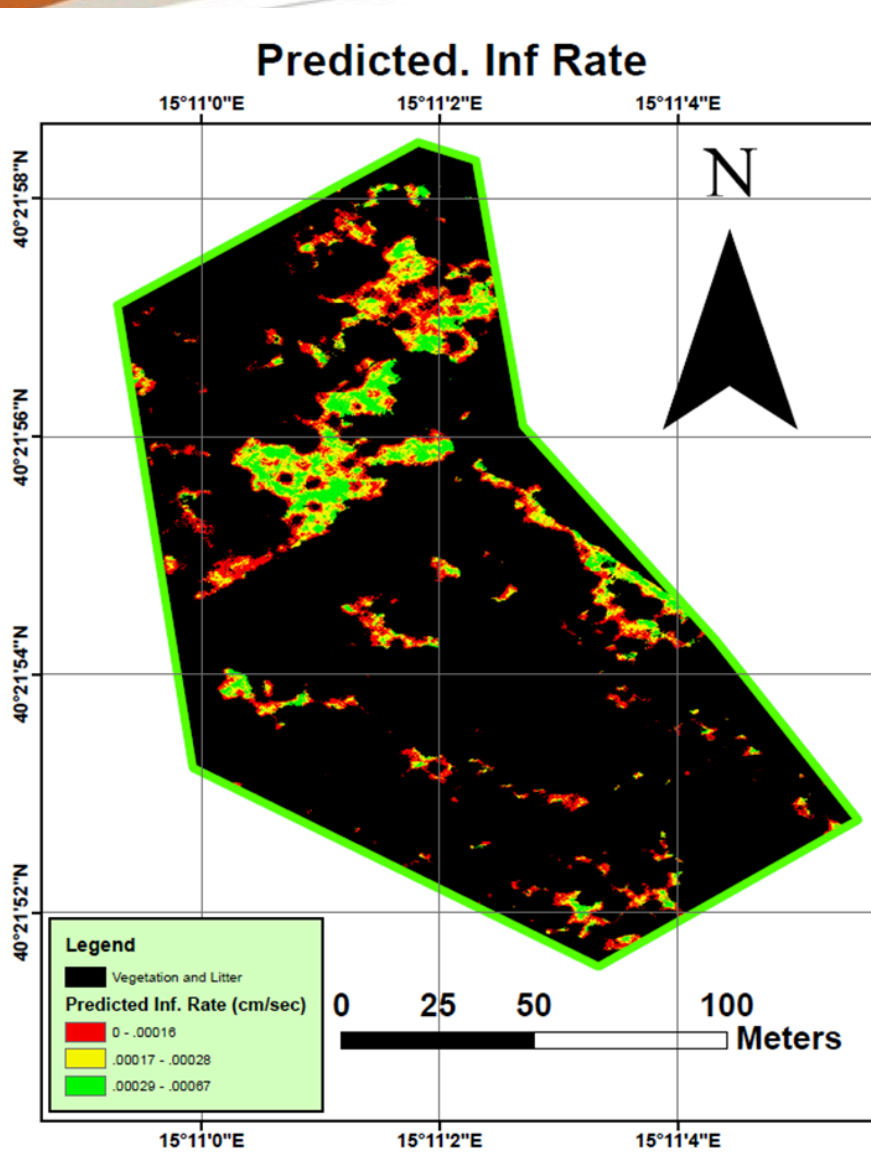 Predicted. Inf Rate
15°11'0"E 15°11'2"E 15°11'4"E
N
40°21'58"N
40°21'56"N
40°21'54"N
40°21'52"N
Legend
Vegetation and Litter
Predicted Inf. Rate (cm/sec)
0 - .00016
.00017 - .00028
.00029 - .00067
0 25 50 100
Meters
15°11'0"E 15°11'2"E 15°11'4"E